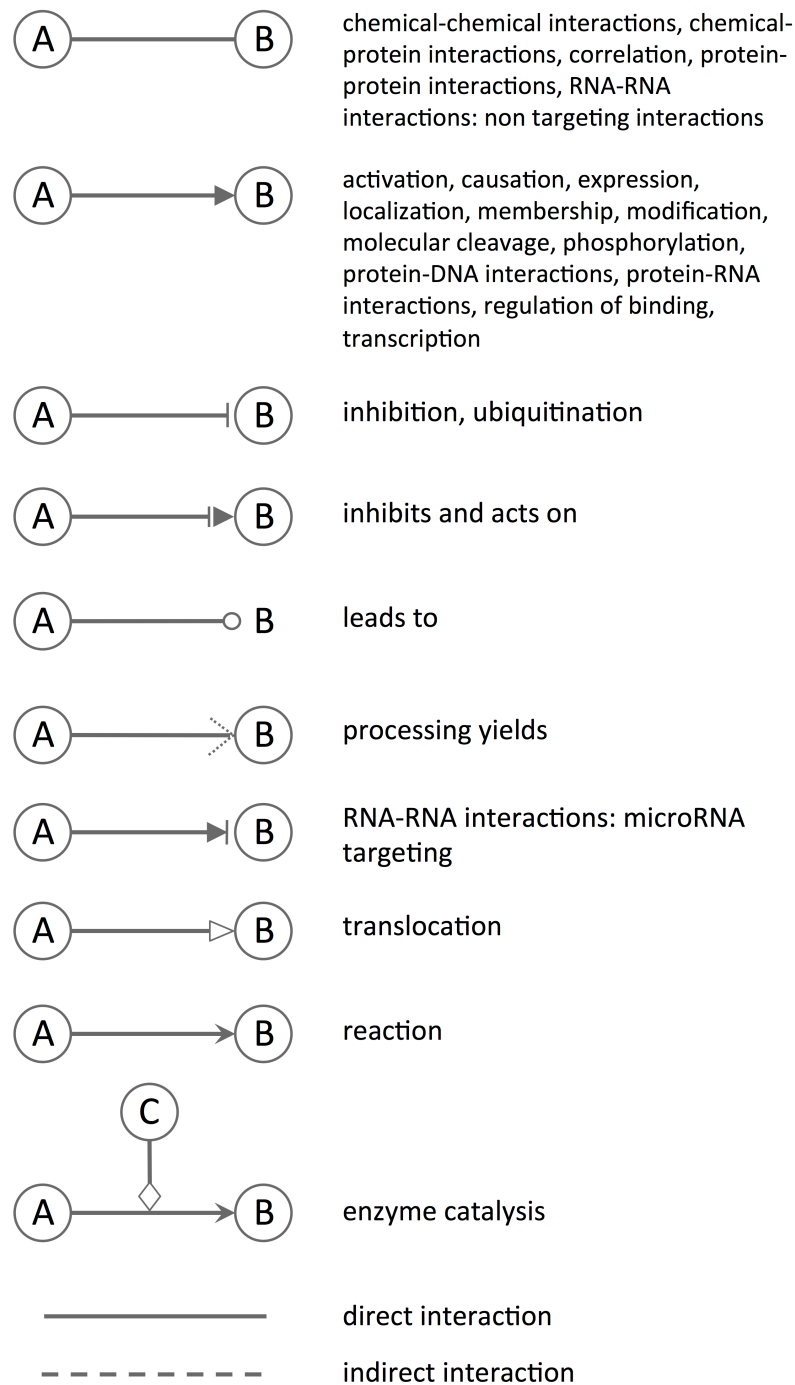 A B chemical-chemical interactions, chemical-
protein interactions, correlation, protein-
protein interactions, RNA-RNA
interactions: non targeting interactions
A B activation, causation, expression,
localization, membership, modification,
molecular cleavage, phosphorylation,
protein-DNA interactions, protein-RNA
interactions, regulation of binding,
transcription
A B inhibition, ubiquitination
A B inhibits and acts on
A B leads to
A B processing yields
A B RNA-RNA interactions: microRNA
targeting
A B translocation
A B reaction
C
A B enzyme catalysis
direct interaction
indirect interaction